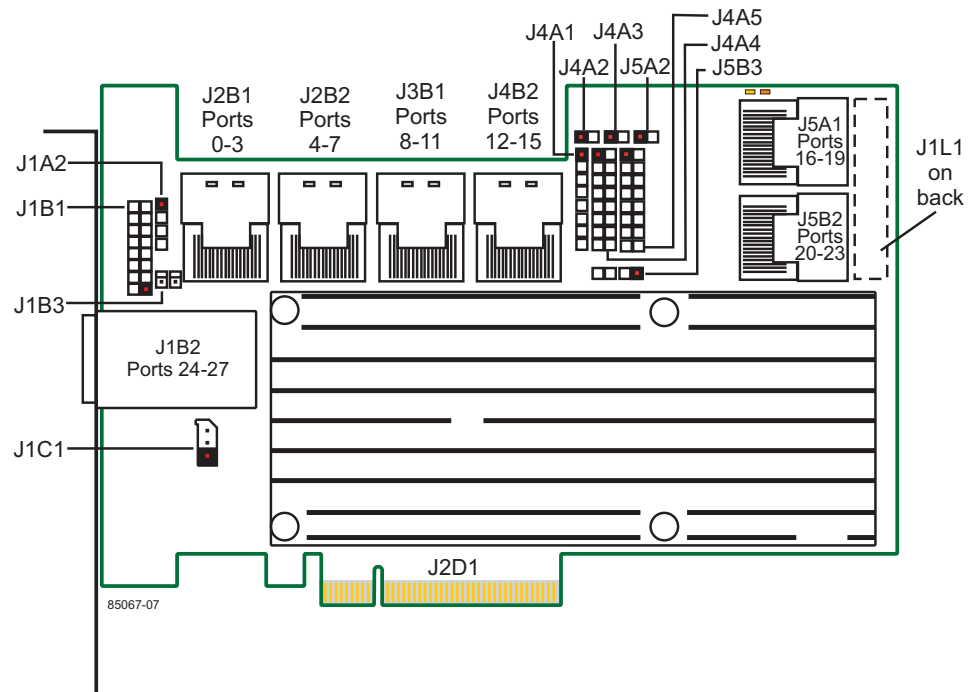 J4A1
J4A3
J4A5
J4A4
J4A2
J5A2
J5B3
J2B1
Ports
0-3
J2B2
Ports
4-7
J3B1
Ports
8-11
J4B2
Ports
12-15
J5A1
Ports
16-19
J1L1
on
back
J1A2
J1B1
J5B2
Ports
20-23
J1B3
J1B2
Ports 24-27
J1C1
J2D1
85067-07